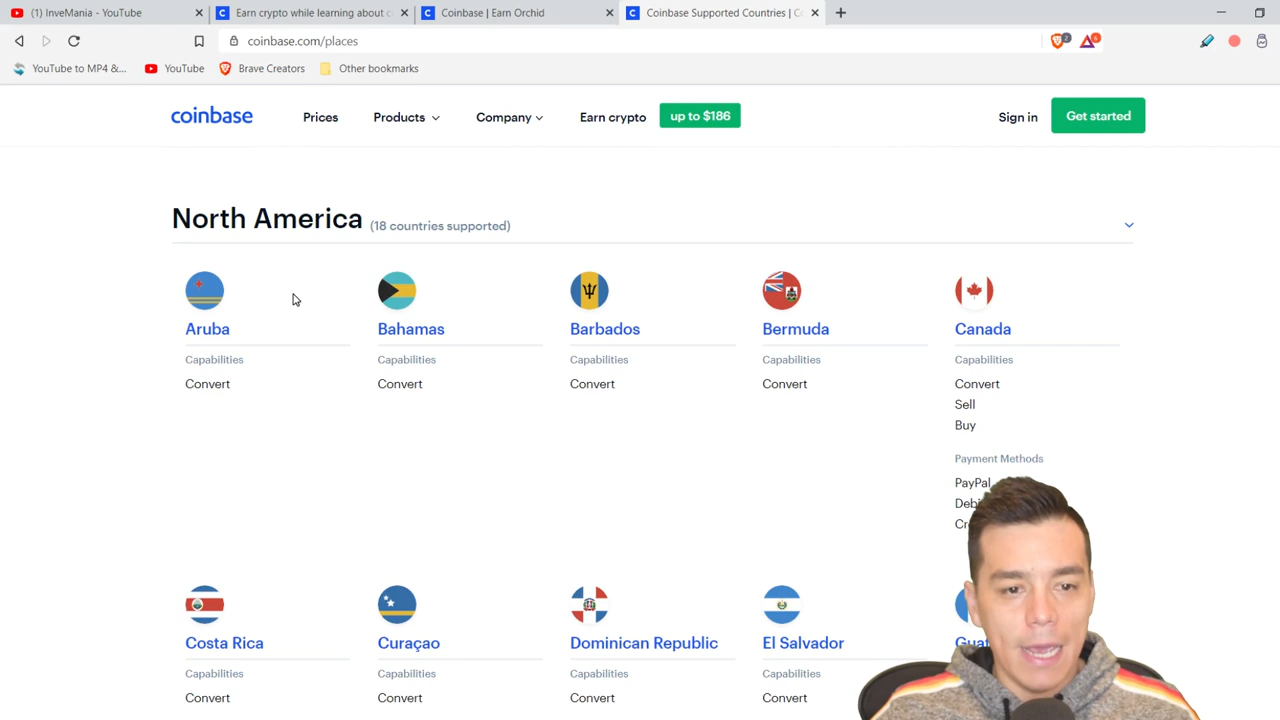 (1) InveMania - YouTube
Earn crypto while learning about c
Coinbase | Earn Orchid
Coinbase Supported Countries | C
coinbase.com/places
2
6
YouTube to MP4 &...
YouTube
Brave Creators
Other bookmarks
coinbase
Prices
Products
Company
Earn crypto
up to $186
Sign in
Get started
North America (18 countries supported)
Aruba
Bahamas
Barbados
Bermuda
Canada
Capabilities
Capabilities
Capabilities
Capabilities
Capabilities
Convert
Convert
Convert
Convert
Convert
Sell
Buy
Payment Methods
PayPal
Costa Rica
Curaçao
Dominican Republic
El Salvador
Capabilities
Capabilities
Capabilities
Capabilities
Convert
Convert
Convert
Convert